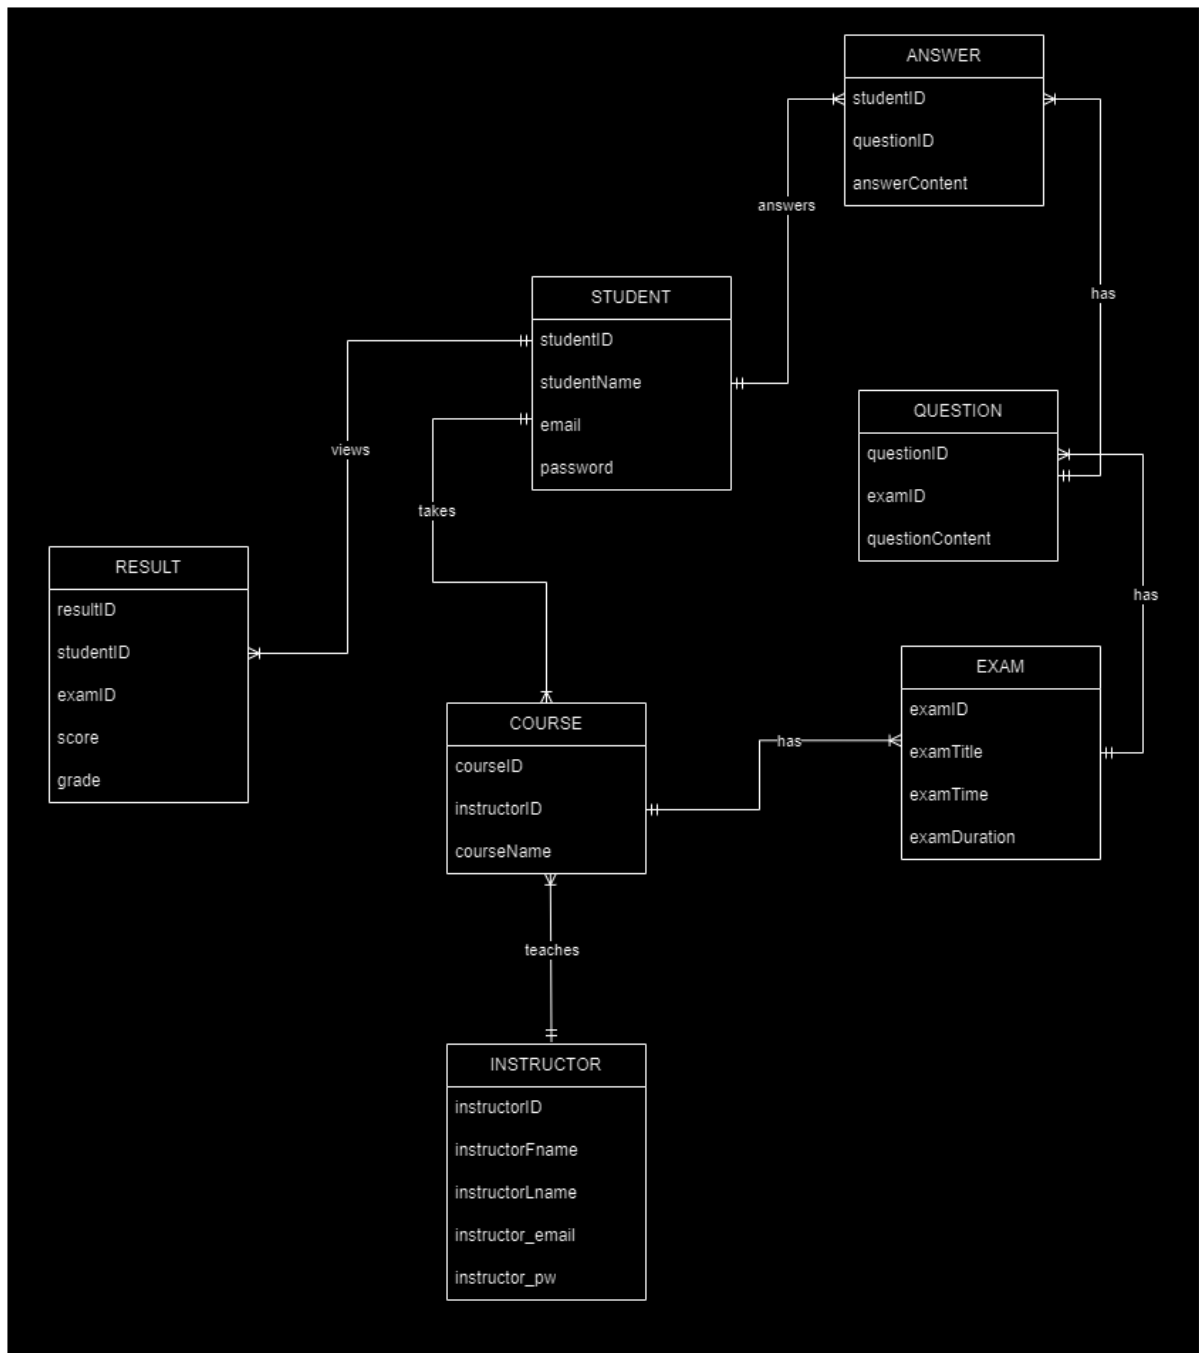 ANSWER
studentID
questionID
answerContent
answers
has
STUDENT
studentID
studentName
email
password
views
takes
QUESTION
questionID
examID
questionContent
has
RESULT
resultID
studentID
examID
score
grade
EXAM
examID
examTitle
examTime
examDuration
COURSE
courseID
instructorID
courseName
has
teaches
INSTRUCTOR
instructorID
instructorFname
instructorLname
instructor_email
instructor_pw